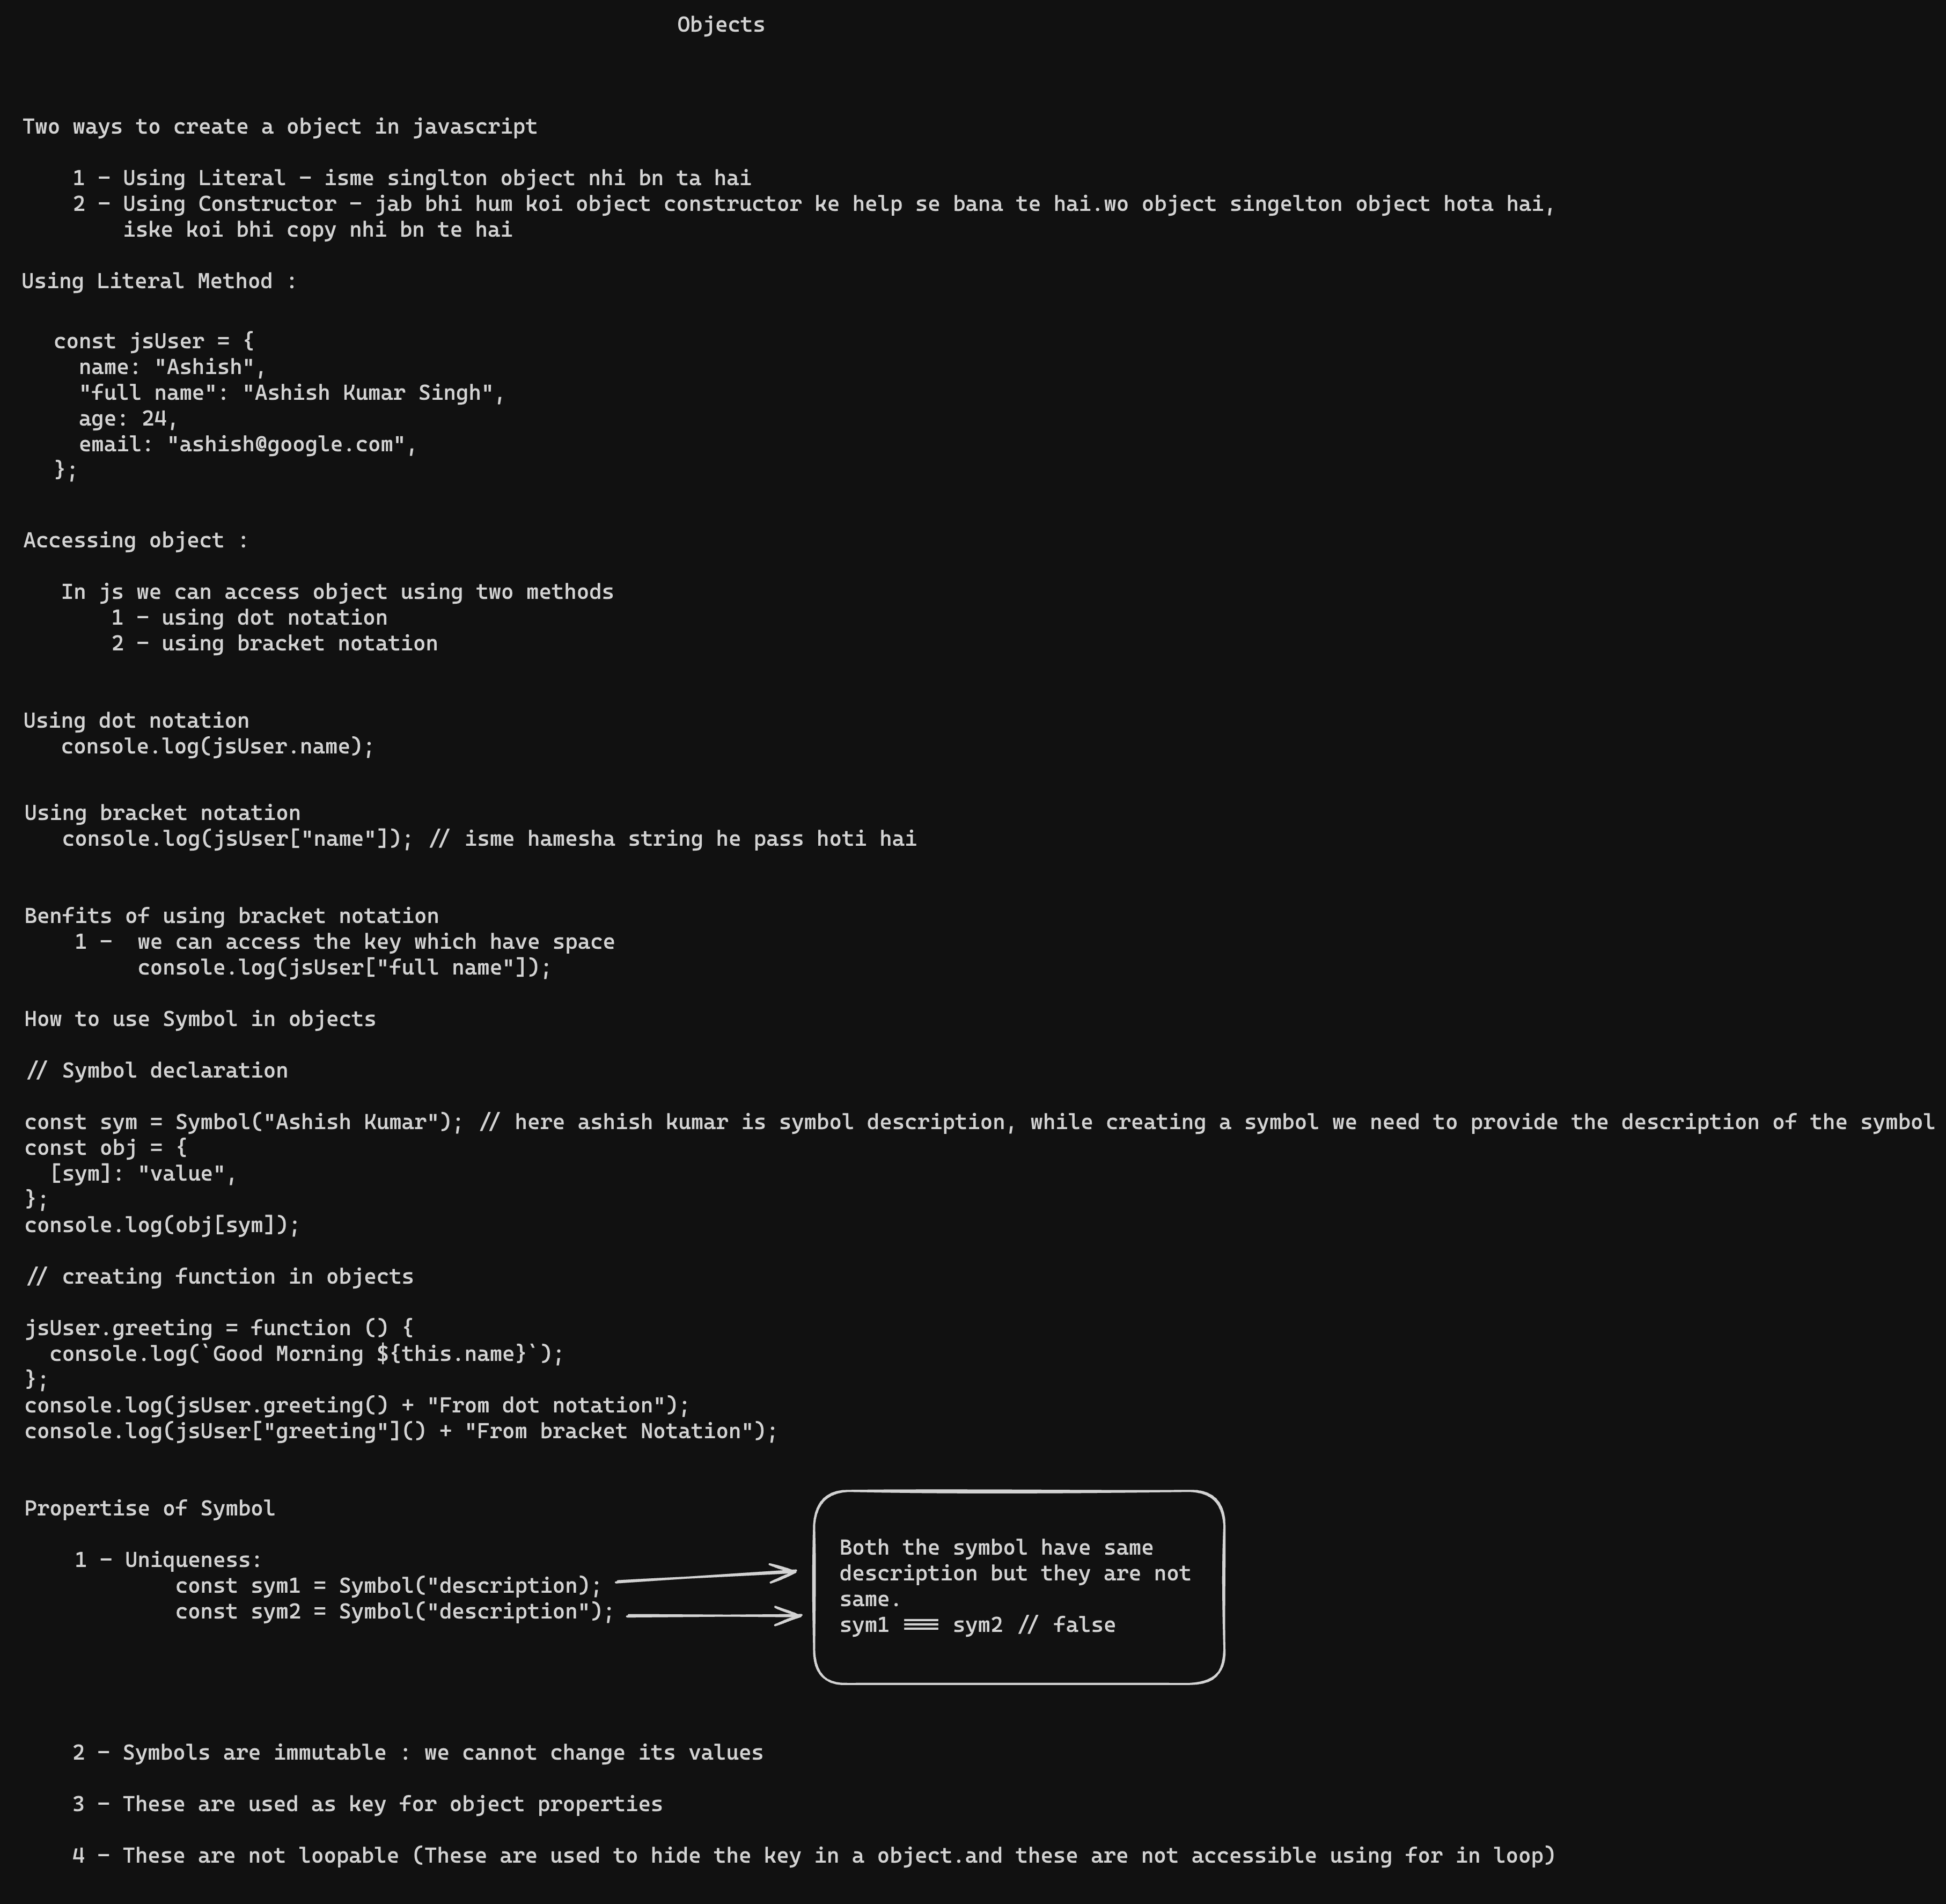 Objects
Two ways to create a object in javascript
1 - Using Literal - isme singlton object nhi bn ta hai
2 - Using Constructor - jab bhi hum koi object constructor ke help se bana te hai.wo object singelton object hota hai,
iske koi bhi copy nhi bn te hai
Using Literal Method :
const jsUser = {
name: "Ashish",
"full name": "Ashish Kumar Singh",
age: 24,
email: "ashish@google.com",
};
Accessing object :
In js we can access object using two methods
1 - using dot notation
2 - using bracket notation
Using dot notation
console.log(jsUser.name);
Using bracket notation
console.log(jsUser["name"]); // isme hamesha string he pass hoti hai
Benfits of using bracket notation
1 - we can access the key which have space
console.log(jsUser["full name"]);
How to use Symbol in objects
// Symbol declaration
const sym = Symbol("Ashish Kumar"); // here ashish kumar is symbol description, while creating a symbol we need to provide the description of the symbol
const obj = {
[sym]: "value",
};
console.log(obj[sym]);
// creating function in objects
jsUser.greeting = function () {
console.log(`Good Morning ${this.name}`);
};
console.log(jsUser.greeting() + "From dot notation");
console.log(jsUser["greeting"]() + "From bracket Notation");
Propertise of Symbol
1 - Uniqueness:
const sym1 = Symbol("description);
const sym2 = Symbol("description");
Both the symbol have same
description but they are not
same.
sym1 === sym2 // false
2 - Symbols are immutable : we cannot change its values
3 - These are used as key for object properties
4 - These are not loopable (These are used to hide the key in a object.and these are not accessible using for in loop)